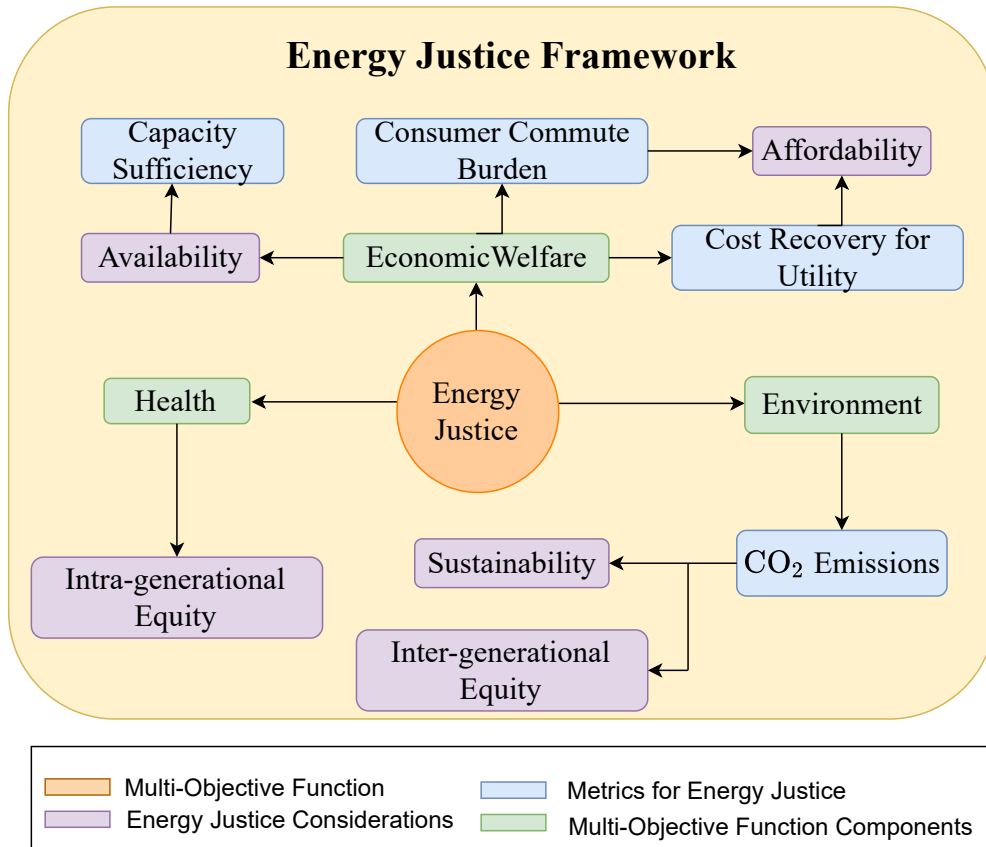 Energy Justice Framework
Capacity
Sufficiency
Consumer Commute
Burden
Affordability
Availability
EconomicWelfare
Cost Recovery for
Utility
Health
Energy
Justice
Environment
Intra-generational
Equity
Sustainability
CO₂ Emissions
Inter-generational
Equity
Multi-Objective Function
Metrics for Energy Justice
Energy Justice Considerations
Multi-Objective Function Components